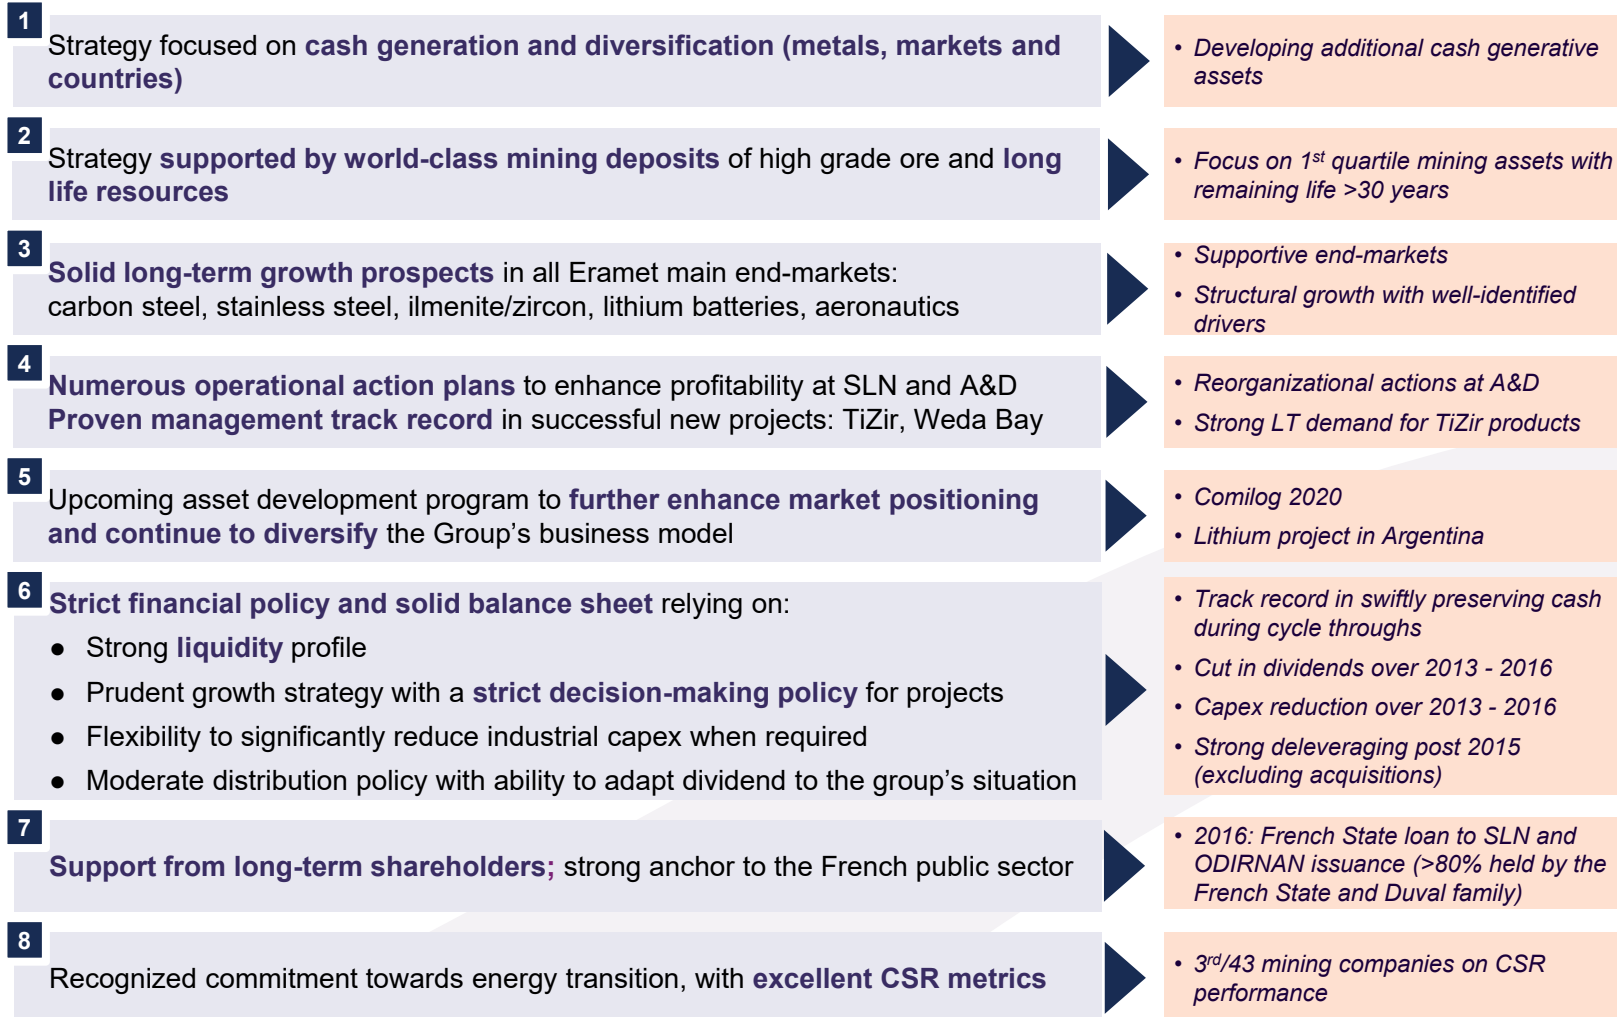 1
Strategy focused on cash generation and diversification (metals, markets and
countries)
• Developing additional cash generative
assets
2
Strategy supported by world-class mining deposits of high grade ore and long
life resources
• Focus on 1st quartile mining assets with
remaining life >30 years
3
Solid long-term growth prospects in all Eramet main end-markets:
carbon steel, stainless steel, ilmenite/zircon, lithium batteries, aeronautics
• Supportive end-markets
• Structural growth with well-identified
drivers
4
Numerous operational action plans to enhance profitability at SLN and A&D
Proven management track record in successful new projects: TiZir, Weda Bay
• Reorganizational actions at A&D
• Strong LT demand for TiZir products
5
Upcoming asset development program to further enhance market positioning
and continue to diversify the Group’s business model
• Comilog 2020
• Lithium project in Argentina
6
Strict financial policy and solid balance sheet relying on:
● Strong liquidity profile
● Prudent growth strategy with a strict decision-making policy for projects
● Flexibility to significantly reduce industrial capex when required
● Moderate distribution policy with ability to adapt dividend to the group’s situation
• Track record in swiftly preserving cash
during cycle throughs
• Cut in dividends over 2013 - 2016
• Capex reduction over 2013 - 2016
• Strong deleveraging post 2015
(excluding acquisitions)
7
Support from long-term shareholders; strong anchor to the French public sector
• 2016: French State loan to SLN and
ODIRNAN issuance (>80% held by the
French State and Duval family)
8
Recognized commitment towards energy transition, with excellent CSR metrics
• 3rd/43 mining companies on CSR
performance